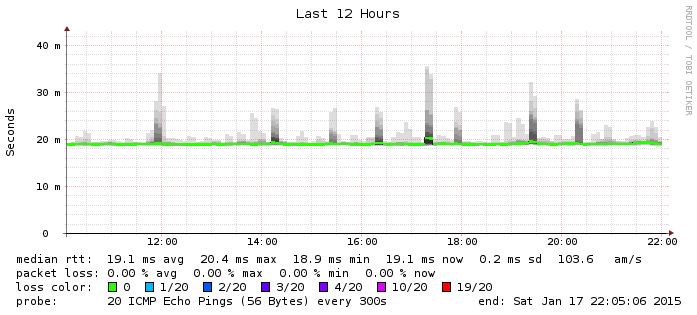 Last 12 Hours
RRDTOOL / TOBI OETIKER
Seconds
40 m
30 m
20 m
10 m
0
12:00 14:00 16:00 18:00 20:00 22:00
median rtt: 19.1 ms avg 20.4 ms max 18.9 ms min 19.1 ms now 0.2 ms sd 103.6 am/s
packet loss: 0.00 % avg 0.00 % max 0.00 % min 0.00 % now
loss color: 0 1/20 2/20 3/20 4/20 10/20 19/20
probe: 20 ICMP Echo Pings (56 Bytes) every 300s end: Sat Jan 17 22:05:06 2015